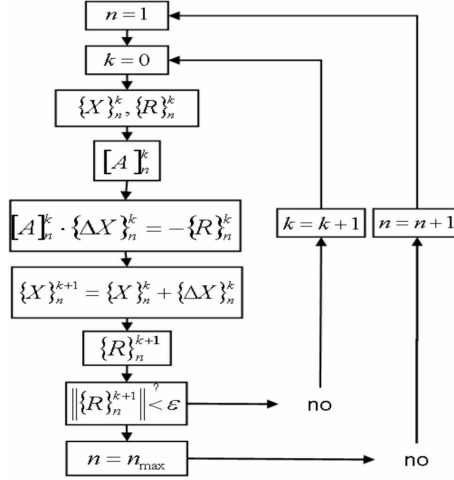 n = 1
k = 0
{X}ₙᵏ, {R}ₙᵏ
[A]ₙᵏ
[A]ₙᵏ · {ΔX}ₙᵏ = −{R}ₙᵏ
k = k + 1
n = n + 1
{X}ₙᵏ⁺¹ = {X}ₙᵏ + {ΔX}ₙᵏ
{R}ₙᵏ⁺¹
‖{R}ₙᵏ⁺¹‖ <^? ε
no
n = n_max
no